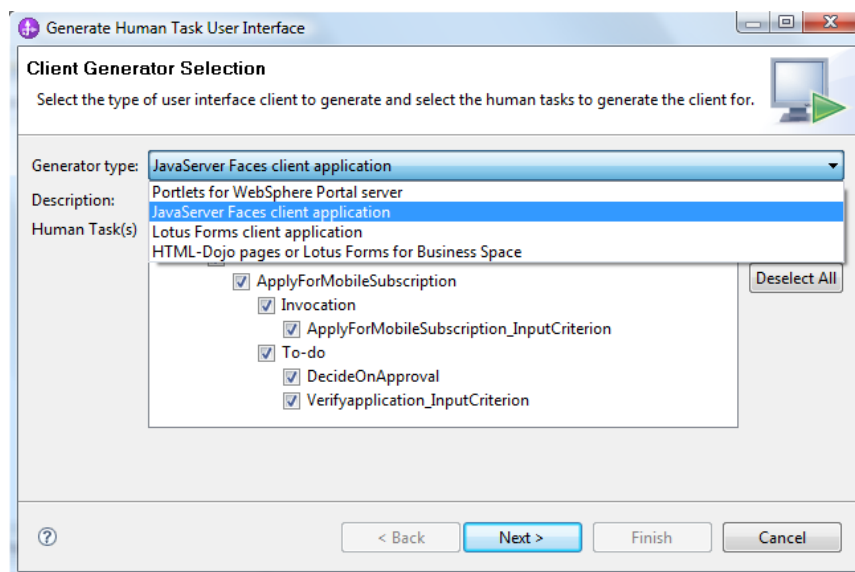 Generate Human Task User Interface
Client Generator Selection
Select the type of user interface client to generate and select the human tasks to generate the client for.
Generator type: JavaServer Faces client application
Portlets for WebSphere Portal server
Description:
JavaServer Faces client application
Human Task(s)
Lotus Forms client application
HTML-Dojo pages or Lotus Forms for Business Space
ApplyForMobileSubscription
Deselect All
Invocation
ApplyForMobileSubscription_InputCriterion
To-do
DecideOnApproval
Verifyapplication_InputCriterion
< Back
Next >
Finish
Cancel